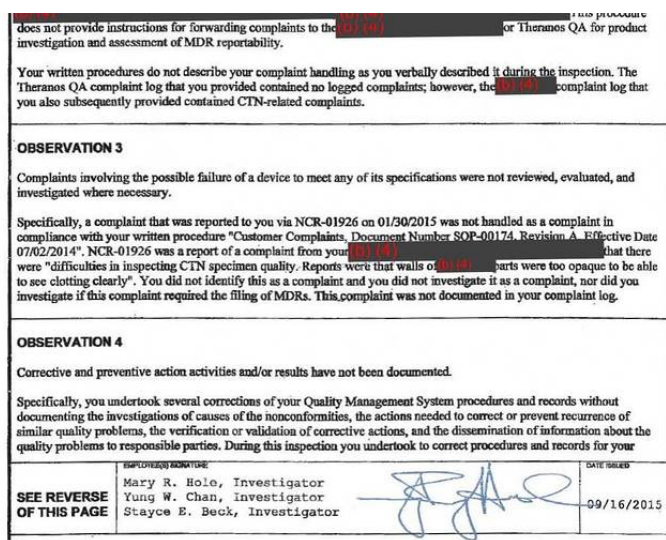 (b) (4) This procedure
does not provide instructions for forwarding complaints to the (b) (4) or Theranos QA for product
investigation and assessment of MDR reportability.
Your written procedures do not describe your complaint handling as you verbally described it during the inspection. The
Theranos QA complaint log that you provided contained no logged complaints; however, the (b) (4) complaint log that
you also subsequently provided contained CTN-related complaints.
OBSERVATION 3
Complaints involving the possible failure of a device to meet any of its specifications were not reviewed, evaluated, and
investigated where necessary.
Specifically, a complaint that was reported to you via NCR-01926 on 01/30/2015 was not handled as a complaint in
compliance with your written procedure "Customer Complaints, Document Number SOP-00174, Revision A, Effective Date
07/02/2014". NCR-01926 was a report of a complaint from your (b) (4) that there
were "difficulties in inspecting CTN specimen quality. Reports were that walls of (b) (4) parts were too opaque to be able
to see clotting clearly". You did not identify this as a complaint and you did not investigate it as a complaint, nor did you
investigate if this complaint required the filing of MDRs. This complaint was not documented in your complaint log.
OBSERVATION 4
Corrective and preventive action activities and/or results have not been documented.
Specifically, you undertook several corrections of your Quality Management System procedures and records without
documenting the investigations of causes of the nonconformities, the actions needed to correct or prevent recurrence of
similar quality problems, the verification or validation of corrective actions, and the dissemination of information about the
quality problems to responsible parties. During this inspection you undertook to correct procedures and records for your
SEE REVERSE
OF THIS PAGE
EMPLOYEE(S) SIGNATURE
Mary R. Hole, Investigator
Yung W. Chan, Investigator
Stayce E. Beck, Investigator
DATE ISSUED
09/16/2015